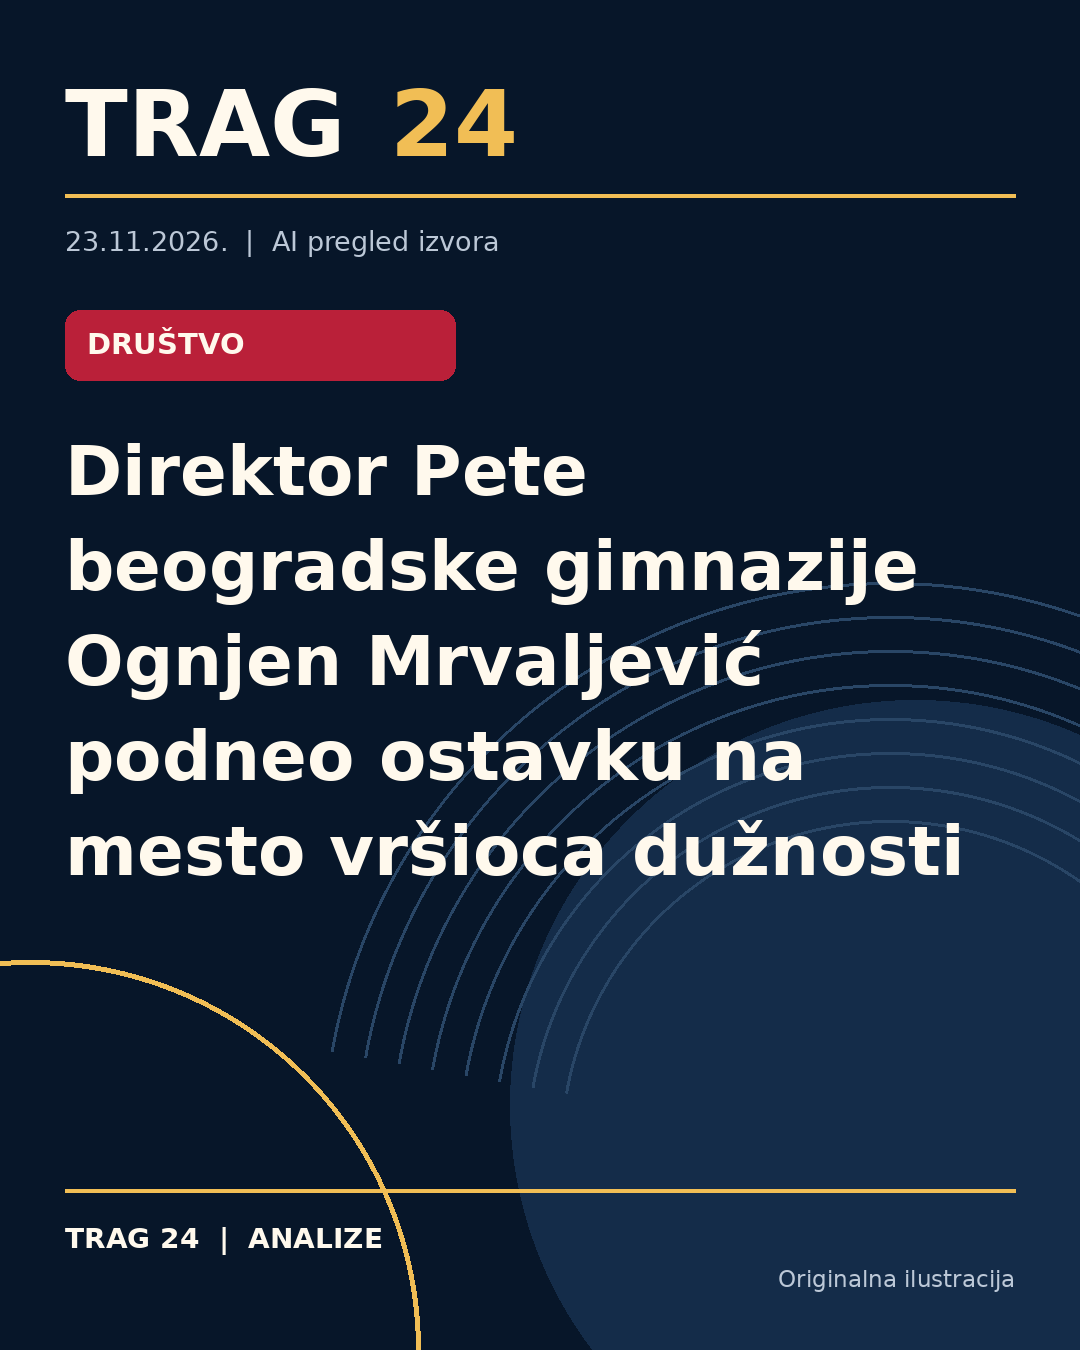 TRAG 24
23.11.2026. | AI pregled izvora
DRUŠTVO
Direktor Pete
beogradske gimnazije
Ognjen Mrvaljević
podneo ostavku na
mesto vršioca dužnosti
TRAG 24 | ANALIZE
Originalna ilustracija